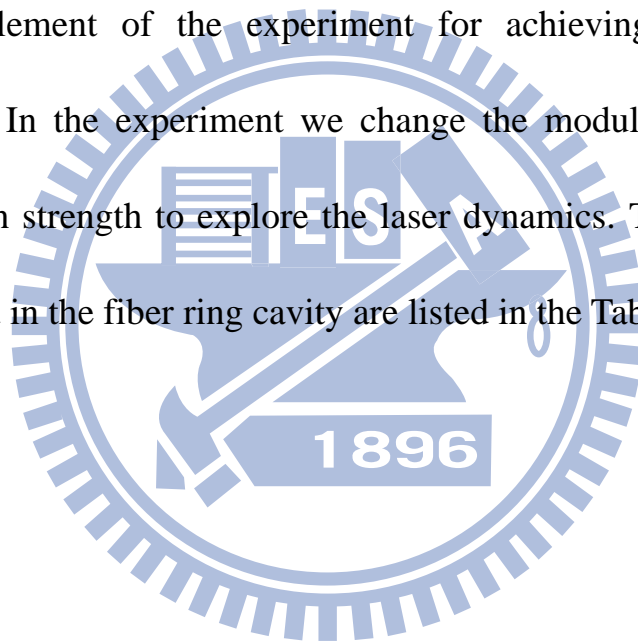 element of the experiment for achieving
In the experiment we change the modul
strength to explore the laser dynamics.
in the fiber ring cavity are listed in the Tab
E S A
1896